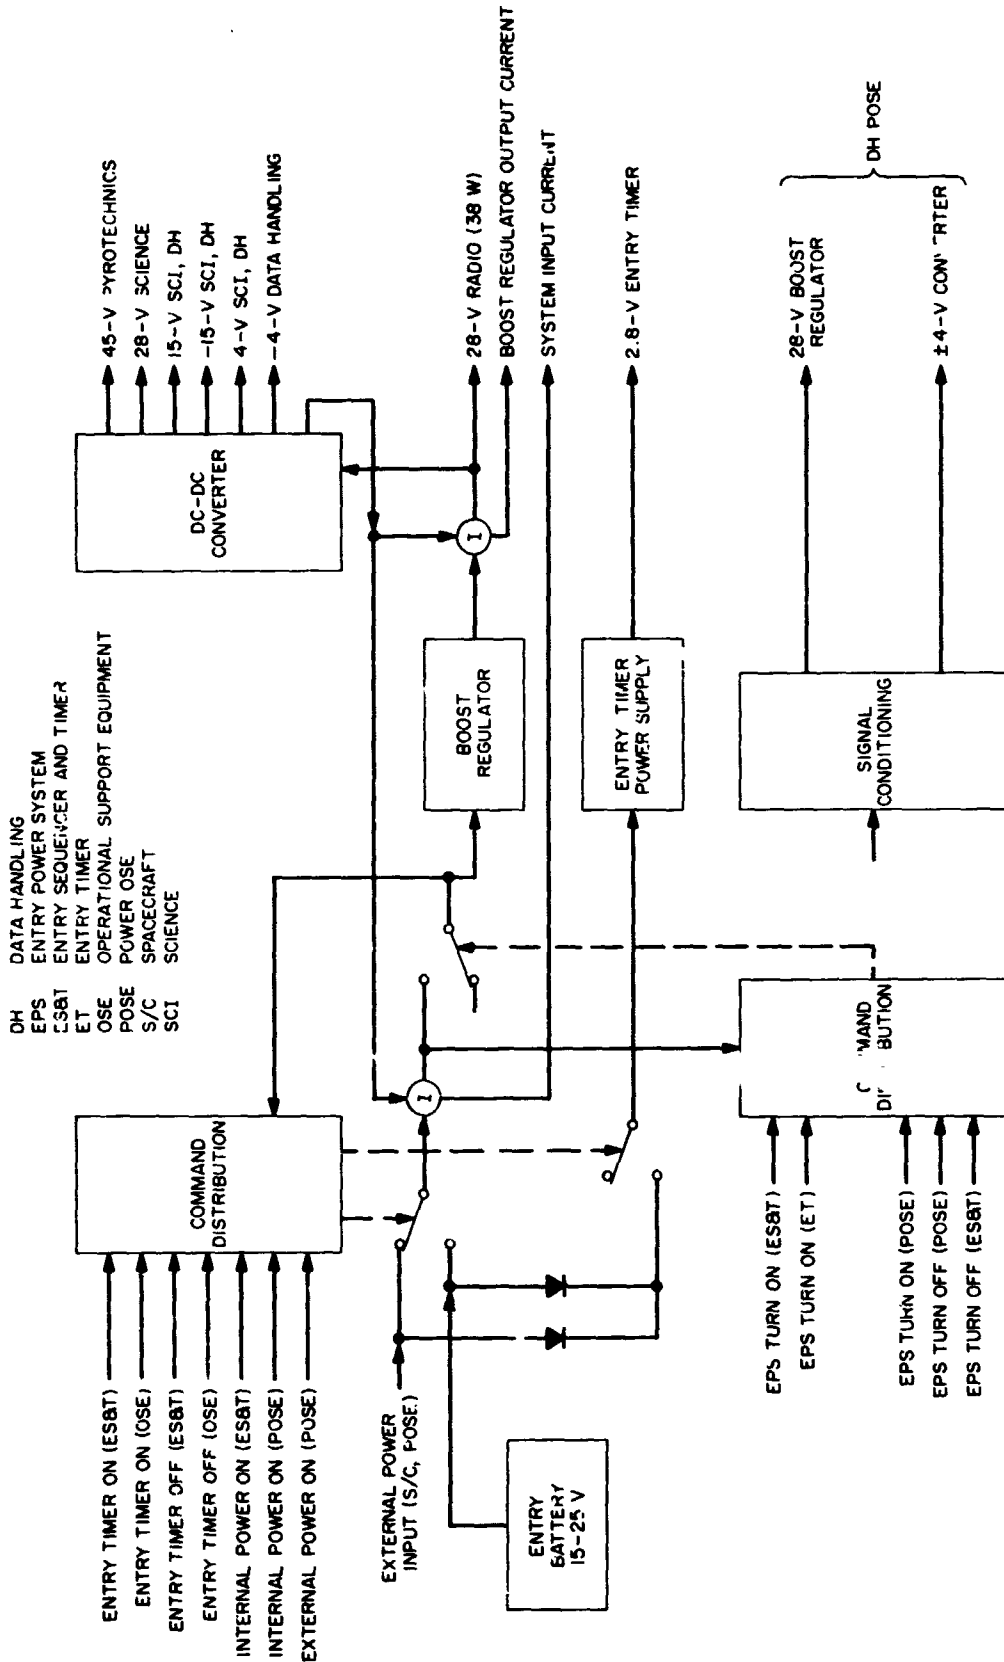 DH DATA HANDLING
EPS ENTRY POWER SYSTEM
ES&T ENTRY SEQUENCER AND TIMER
ET ENTRY TIMER
OSE OPERATIONAL SUPPORT EQUIPMENT
POSE POWER OSE
S/C SPACECRAFT
SCI SCIENCE
ENTRY TIMER ON (ES&T)
ENTRY TIMER ON (OSE)
ENTRY TIMER OFF (ES&T)
ENTRY TIMER OFF (OSE)
INTERNAL POWER ON (ES&T)
INTERNAL POWER ON (POSE)
EXTERNAL POWER ON (POSE)
COMMAND
DISTRIBUTION
DC-DC
CONVERTER
45-V PYROTECHNICS
28-V SCIENCE
15-V SCI, DH
-15-V SCI, DH
4-V SCI, DH
-4-V DATA HANDLING
EXTERNAL POWER
INPUT (S/C, POSE)
I
BOOST
REGULATOR
I
28-V RADIO (38 W)
BOOST REGULATOR OUTPUT CURRENT
SYSTEM INPUT CURRENT
ENTRY
BATTERY
15-25 V
ENTRY TIMER
POWER SUPPLY
2.8-V ENTRY TIMER
EPS TURN ON (ES&T)
EPS TURN ON (ET)
EPS TURN ON (POSE)
EPS TURN OFF (POSE)
EPS TURN OFF (ES&T)
C MAND
DI BUTION
SIGNAL
CONDITIONING
28-V BOOST
REGULATOR
±4-V CON RTER
DH POSE